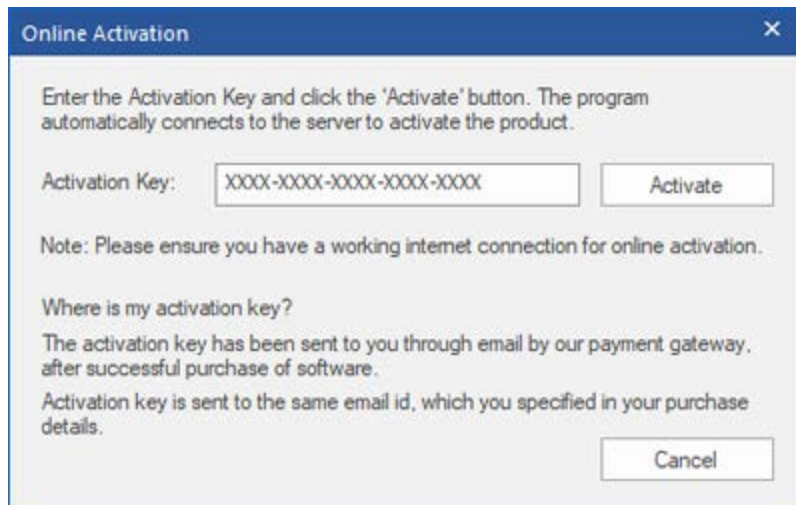 Online Activation
Enter the Activation Key and click the 'Activate' button. The program
automatically connects to the server to activate the product.
Activation Key: XXXX-XXXX-XXXX-XXXX-XXXX Activate
Note: Please ensure you have a working internet connection for online activation.
Where is my activation key?
The activation key has been sent to you through email by our payment gateway,
after successful purchase of software.
Activation key is sent to the same email id, which you specified in your purchase
details.
Cancel